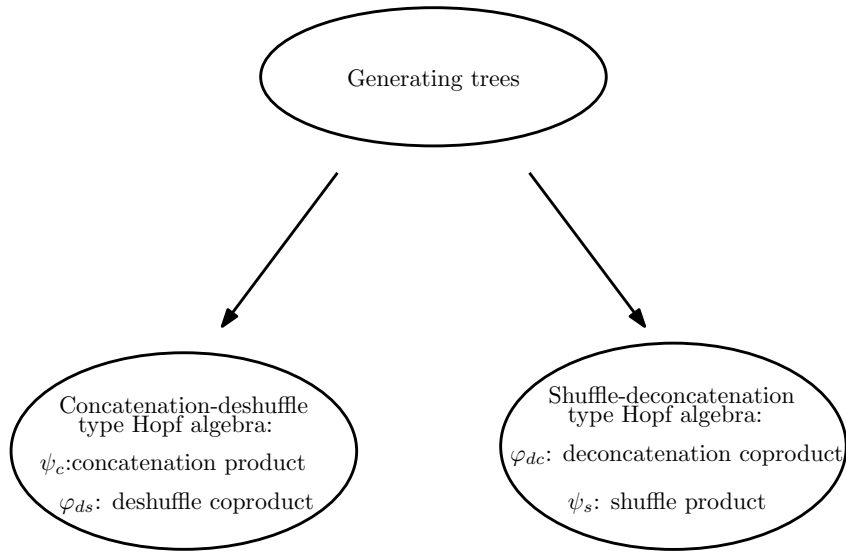 Generating trees
Concatenation-deshuffle
type Hopf algebra:
ψc:concatenation product
φds: deshuffle coproduct
Shuffle-deconcatenation
type Hopf algebra:
φdc: deconcatenation coproduct
ψs: shuffle product